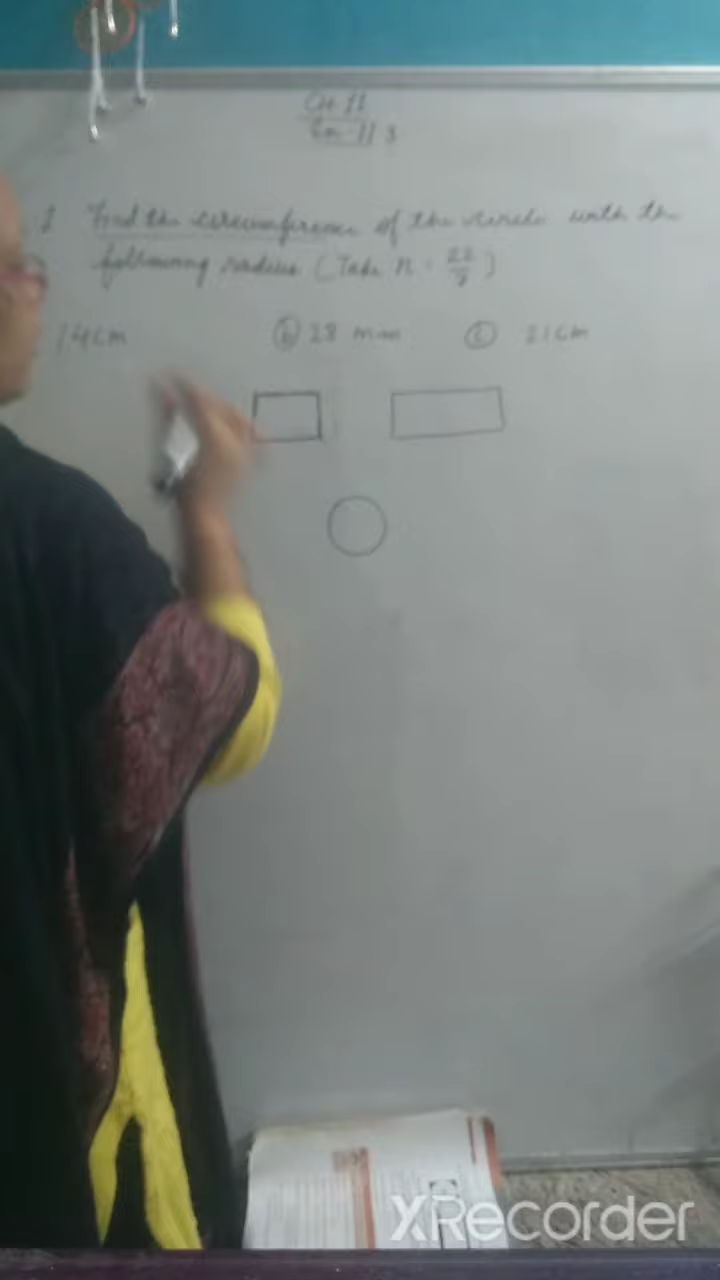 Ch-11
Ex-11.3
1 Find the circumference of the circle with the
following radius (Take π = 22/7)
14cm (b) 28 mm (c) 21cm
XRecorder